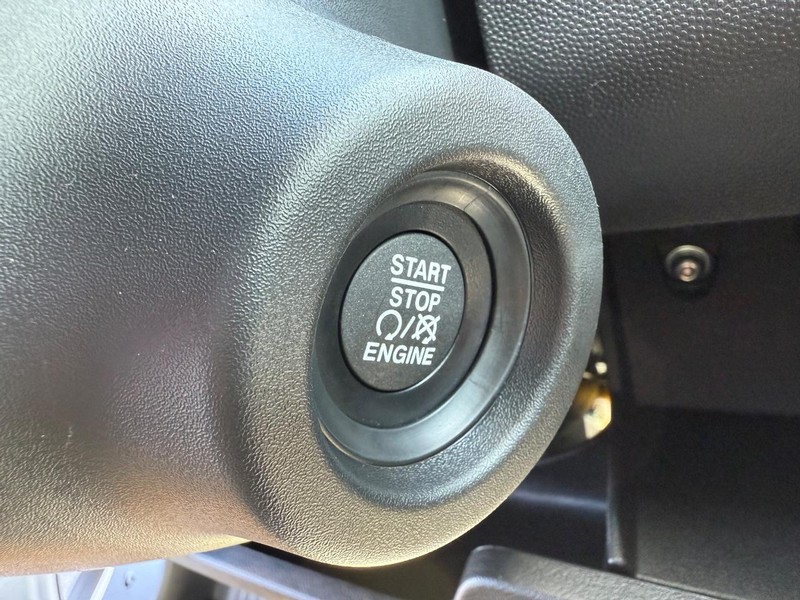 START
STOP
/
ENGINE